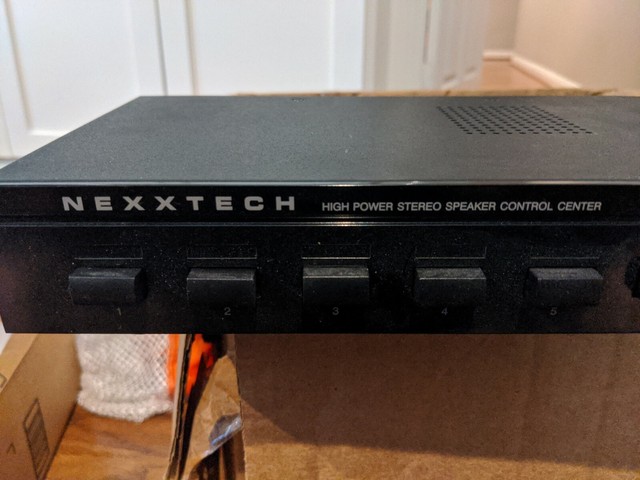 NEXXTECH HIGH POWER STEREO SPEAKER CONTROL CENTER
1 2 3 4 5